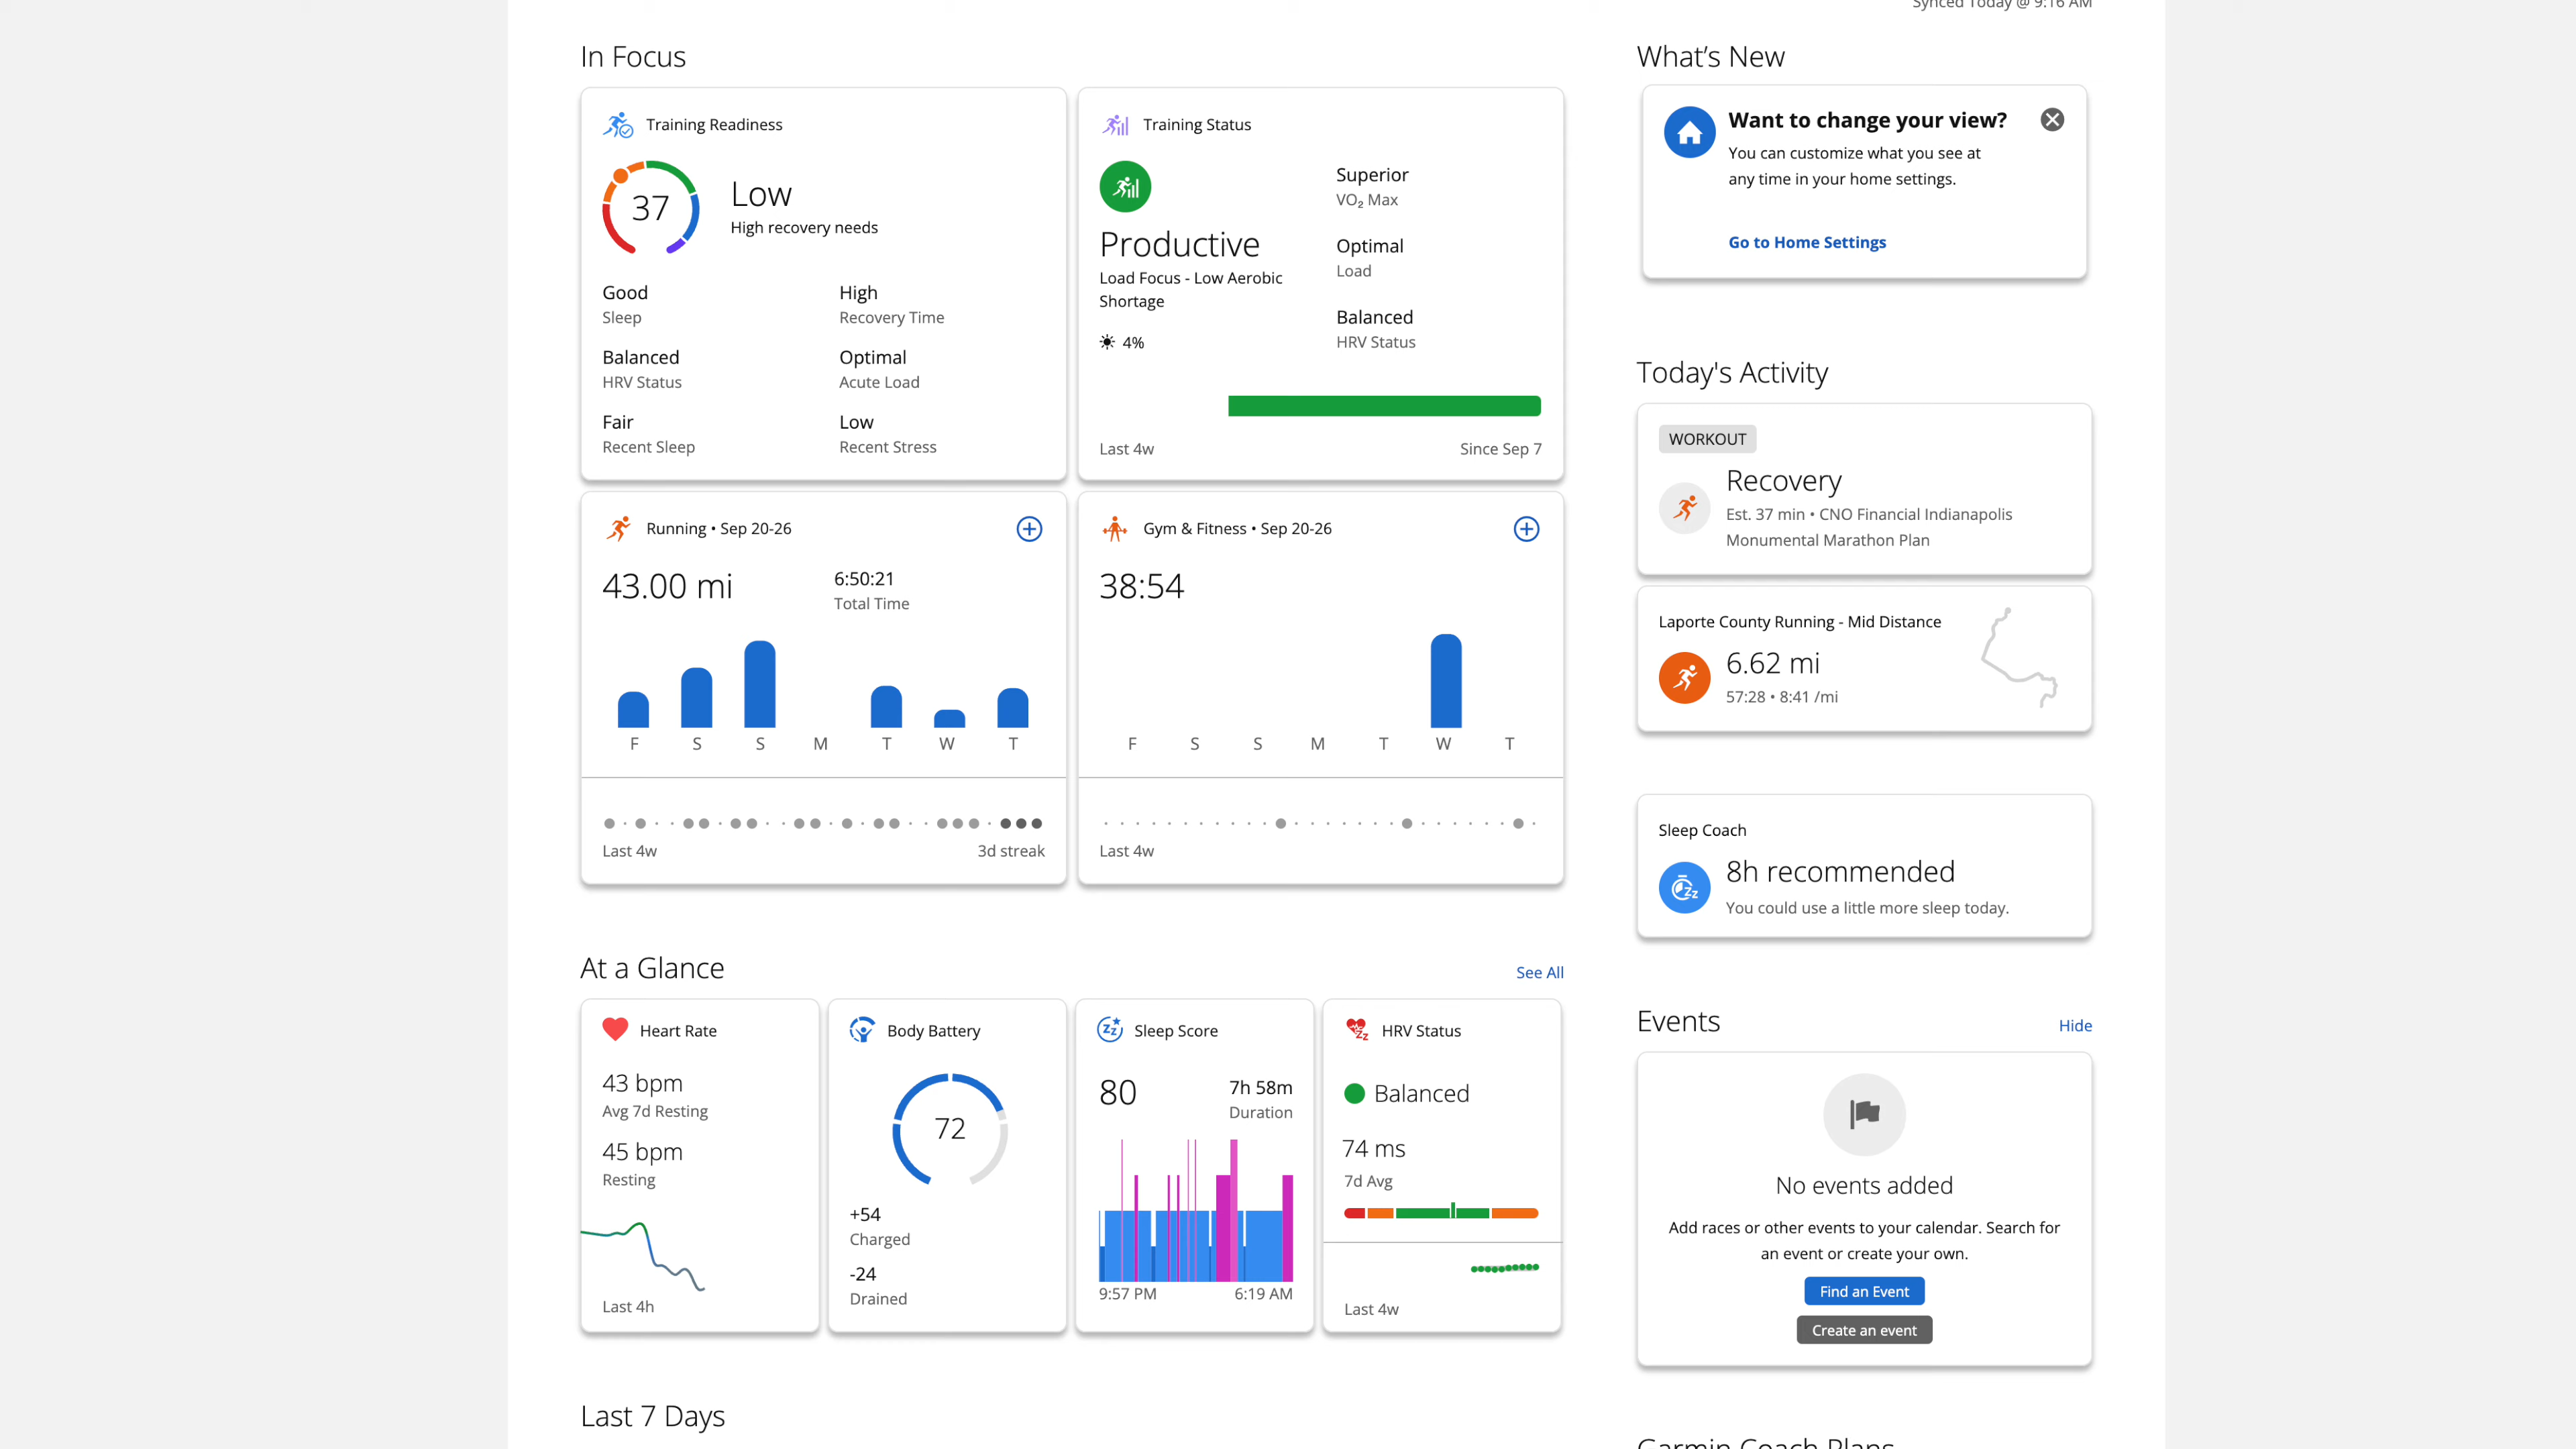 Synced Today @ 9:16 AM
In Focus
Training Readiness
37
Low
High recovery needs
Good
Sleep
High
Recovery Time
Balanced
HRV Status
Optimal
Acute Load
Fair
Recent Sleep
Low
Recent Stress
Training Status
Productive
Load Focus - Low Aerobic
Shortage
4%
Superior
VO₂ Max
Optimal
Load
Balanced
HRV Status
Last 4w
Since Sep 7
Running • Sep 20-26
43.00 mi
6:50:21
Total Time
F S S M T W T
Last 4w
3d streak
Gym & Fitness • Sep 20-26
38:54
F S S M T W T
Last 4w
At a Glance
See All
Heart Rate
43 bpm
Avg 7d Resting
45 bpm
Resting
Last 4h
Body Battery
72
+54
Charged
-24
Drained
Sleep Score
80
7h 58m
Duration
9:57 PM
6:19 AM
HRV Status
Balanced
74 ms
7d Avg
Last 4w
Last 7 Days
What's New
Want to change your view?
You can customize what you see at
any time in your home settings.
Go to Home Settings
Today's Activity
WORKOUT
Recovery
Est. 37 min • CNO Financial Indianapolis
Monumental Marathon Plan
Laporte County Running - Mid Distance
6.62 mi
57:28 • 8:41 /mi
Sleep Coach
8h recommended
You could use a little more sleep today.
Events
Hide
No events added
Add races or other events to your calendar. Search for
an event or create your own.
Find an Event
Create an event
Garmin Coach Plans